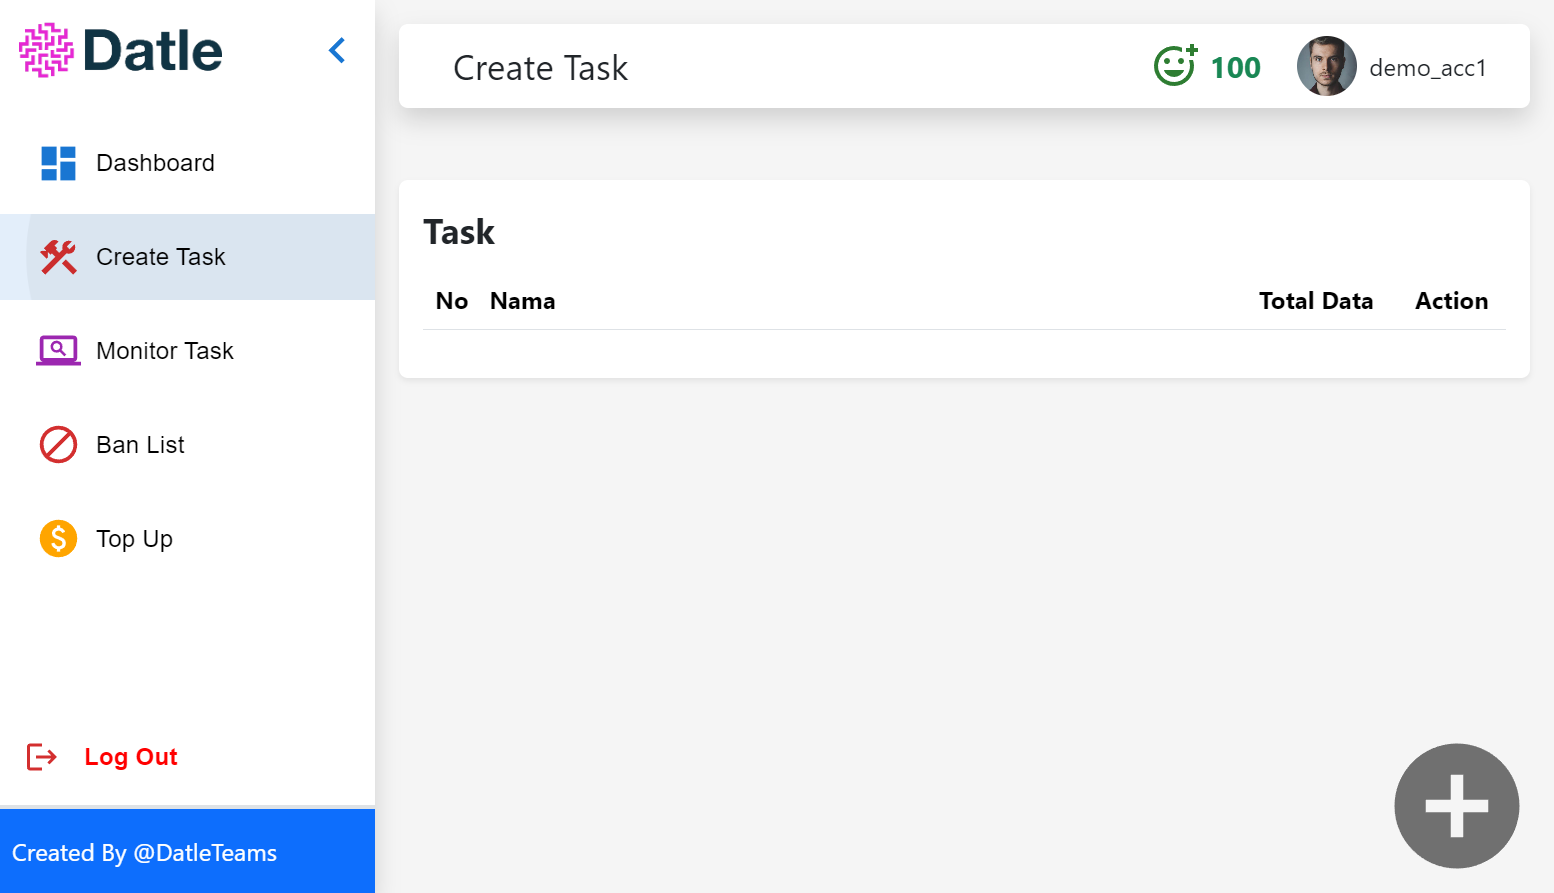 Datle
Create Task
100
demo_acc1
Dashboard
Create Task
Monitor Task
Ban List
Top Up
Log Out
Created By @DatleTeams
Task
No Nama Total Data Action